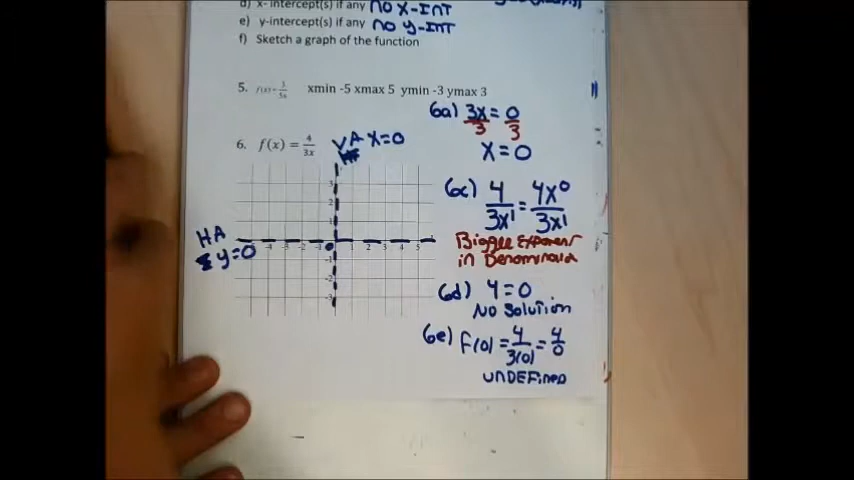 d) x-intercept(s) if any no X-INT
e) y-intercept(s) if any no y-INT
f) Sketch a graph of the function
5. xmin -5 xmax 5 ymin -3 ymax 3
6. f(x) = 4/3x
VA X=0
HA
y=0
6a) 3X = 0
3 3
X=0
6c) 4/3X¹ = 4X⁰/3X¹
Bigger Exponent
in Denominator
6d) 4=0
No Solution
6e) F(0) = 4/3(0) = 4/0
UNDEFINED